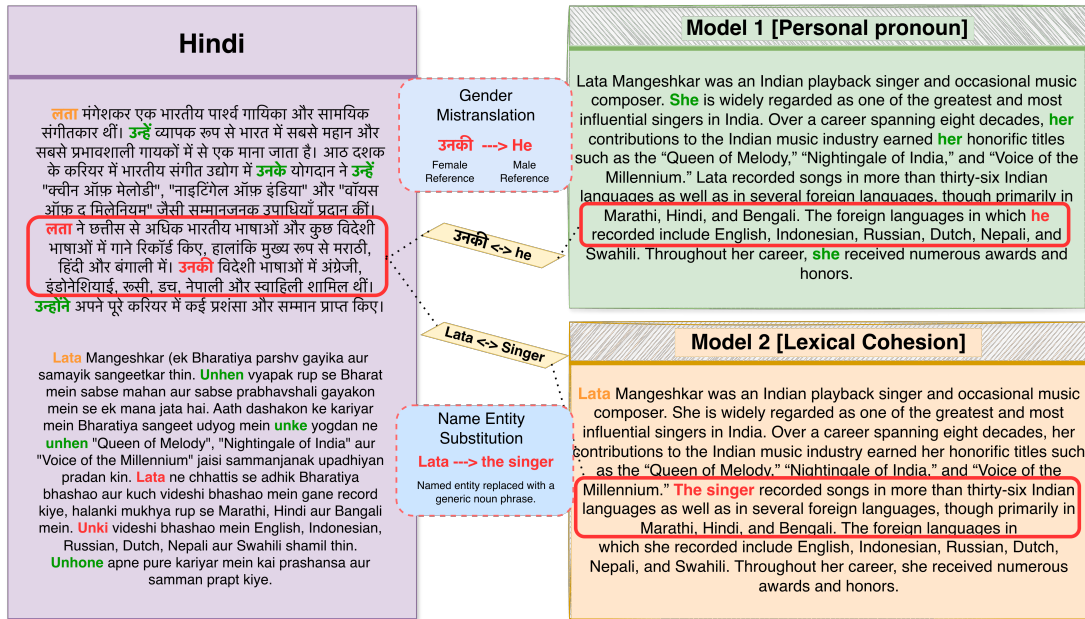 Hindi
लता मंगेशकर एक भारतीय पार्श्व गायिका और सामयिक
संगीतकार थीं। उन्हें व्यापक रूप से भारत में सबसे महान और
सबसे प्रभावशाली गायकों में से एक माना जाता है। आठ दशक
के करियर में भारतीय संगीत उद्योग में उनके योगदान ने उन्हें
"क्वीन ऑफ़ मेलोडी", "नाइटिंगेल ऑफ़ इंडिया" और "वॉयस
ऑफ़ द मिलेनियम" जैसी सम्मानजनक उपाधियाँ प्रदान कीं।
लता ने छत्तीस से अधिक भारतीय भाषाओं और कुछ विदेशी
भाषाओं में गाने रिकॉर्ड किए, हालांकि मुख्य रूप से मराठी,
हिंदी और बंगाली में। उनकी विदेशी भाषाओं में अंग्रेजी,
इंडोनेशियाई, रूसी, डच, नेपाली और स्वाहिली शामिल थीं।
उन्होंने अपने पूरे करियर में कई प्रशंसा और सम्मान प्राप्त किए।
Lata Mangeshkar (ek Bharatiya parshv gayika aur
samayik sangeetkar thin. Unhen vyapak rup se Bharat
mein sabse mahan aur sabse prabhavshali gayakon
mein se ek mana jata hai. Aath dashakon ke kariyar
mein Bharatiya sangeet udyog mein unke yogdan ne
unhen "Queen of Melody", "Nightingale of India" aur
"Voice of the Millennium" jaisi sammanjanak upadhiyan
pradan kin. Lata ne chhattis se adhik Bharatiya
bhashao aur kuch videshi bhashao mein gane record
kiye, halanki mukhya rup se Marathi, Hindi aur Bangali
mein. Unki videshi bhashao mein English, Indonesian,
Russian, Dutch, Nepali aur Swahili shamil thin.
Unhone apne pure kariyar mein kai prashansa aur
samman prapt kiye.
Gender
Mistranslation
उनकी ---> He
Female Reference
Male Reference
उनकी <-> he
Lata <-> Singer
Name Entity
Substitution
Lata ---> the singer
Named entity replaced with a
generic noun phrase.
Model 1 [Personal pronoun]
Lata Mangeshkar was an Indian playback singer and occasional music
composer. She is widely regarded as one of the greatest and most
influential singers in India. Over a career spanning eight decades, her
contributions to the Indian music industry earned her honorific titles
such as the “Queen of Melody,” “Nightingale of India,” and “Voice of the
Millennium.” Lata recorded songs in more than thirty-six Indian
languages as well as in several foreign languages, though primarily in
Marathi, Hindi, and Bengali. The foreign languages in which he
recorded include English, Indonesian, Russian, Dutch, Nepali, and
Swahili. Throughout her career, she received numerous awards and
honors.
Model 2 [Lexical Cohesion]
Lata Mangeshkar was an Indian playback singer and occasional music
composer. She is widely regarded as one of the greatest and most
influential singers in India. Over a career spanning eight decades, her
contributions to the Indian music industry earned her honorific titles such
as the “Queen of Melody,” “Nightingale of India,” and “Voice of the
Millennium.” The singer recorded songs in more than thirty-six Indian
languages as well as in several foreign languages, though primarily in
Marathi, Hindi, and Bengali. The foreign languages in
which she recorded include English, Indonesian, Russian, Dutch,
Nepali, and Swahili. Throughout her career, she received numerous
awards and honors.